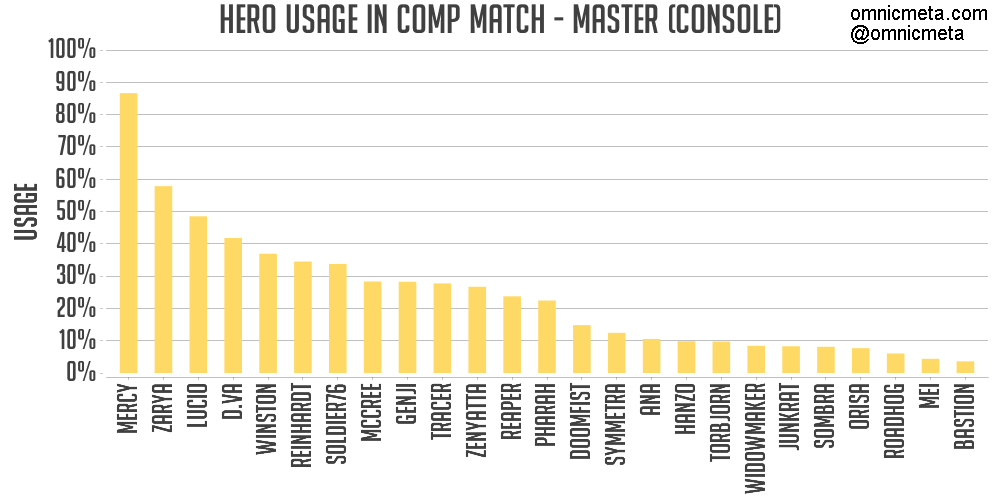 HERO USAGE IN COMP MATCH - MASTER (CONSOLE)
omnicmeta.com
@omnicmeta
USAGE
100%
90%
80%
70%
60%
50%
40%
30%
20%
10%
0%
MERCY
ZARYA
LUCIO
D.VA
WINSTON
REINHARDT
SOLDIER76
MCCREE
GENJI
TRACER
ZENYATTA
REAPER
PHARAH
DOOMFIST
SYMMETRA
ANA
HANZO
TORBJORN
WIDOWMAKER
JUNKRAT
SOMBRA
ORISA
ROADHOG
MEI
BASTION